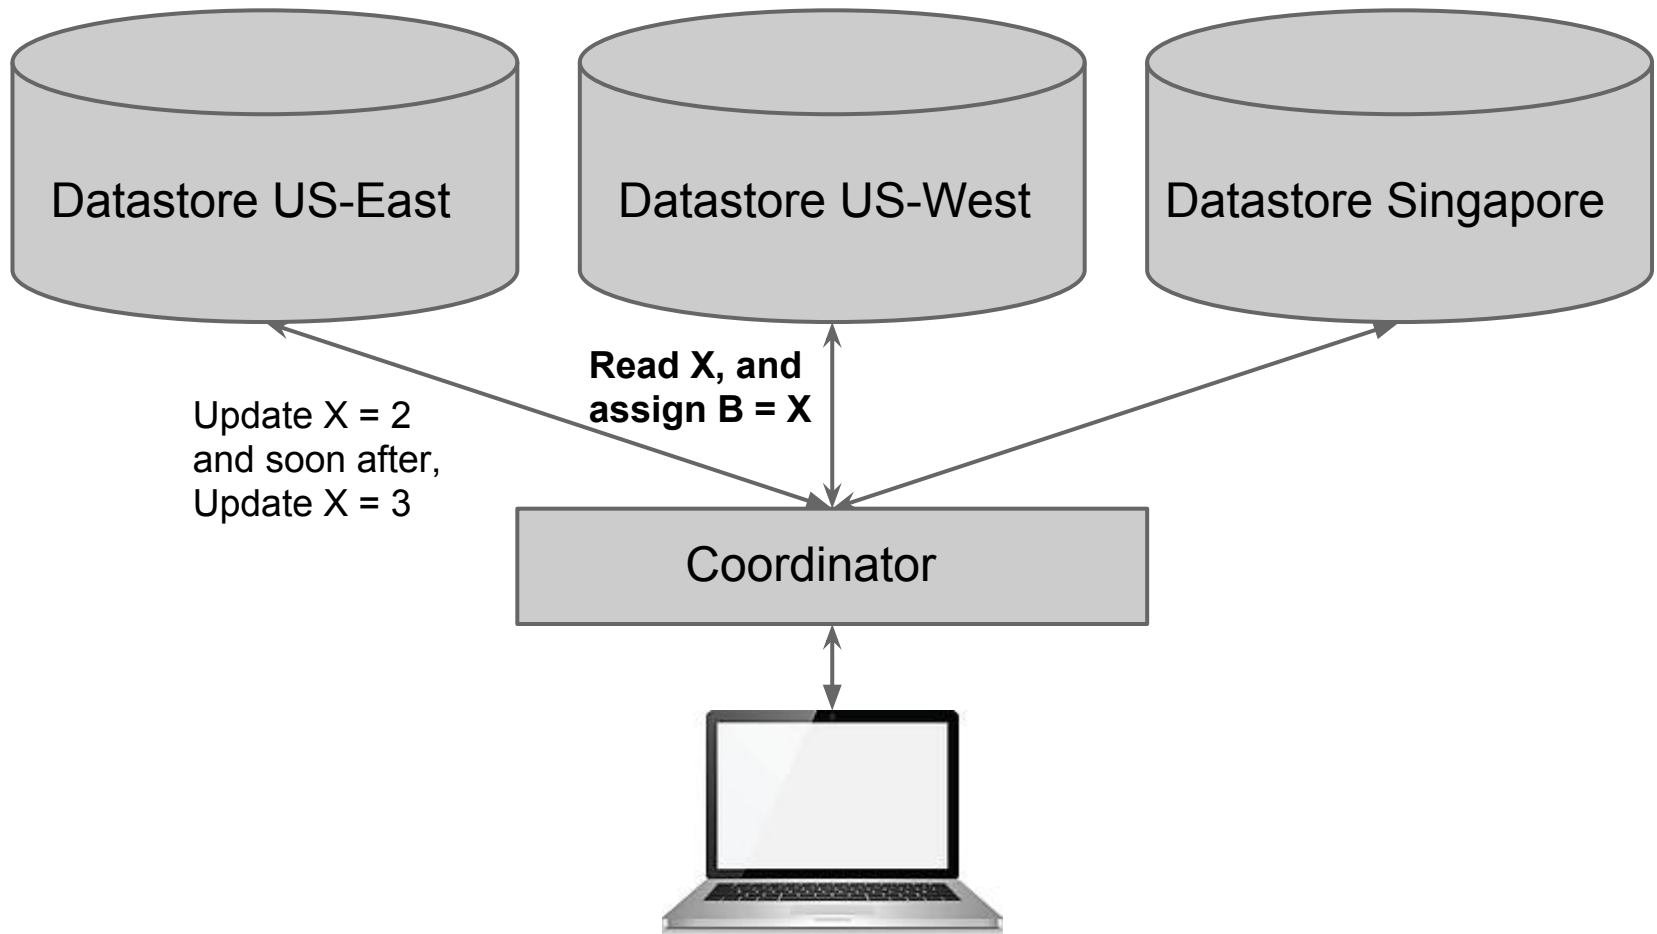 Datastore US-East
Datastore US-West
Datastore Singapore
Read X, and
assign B = X
Update X = 2
and soon after,
Update X = 3
Coordinator